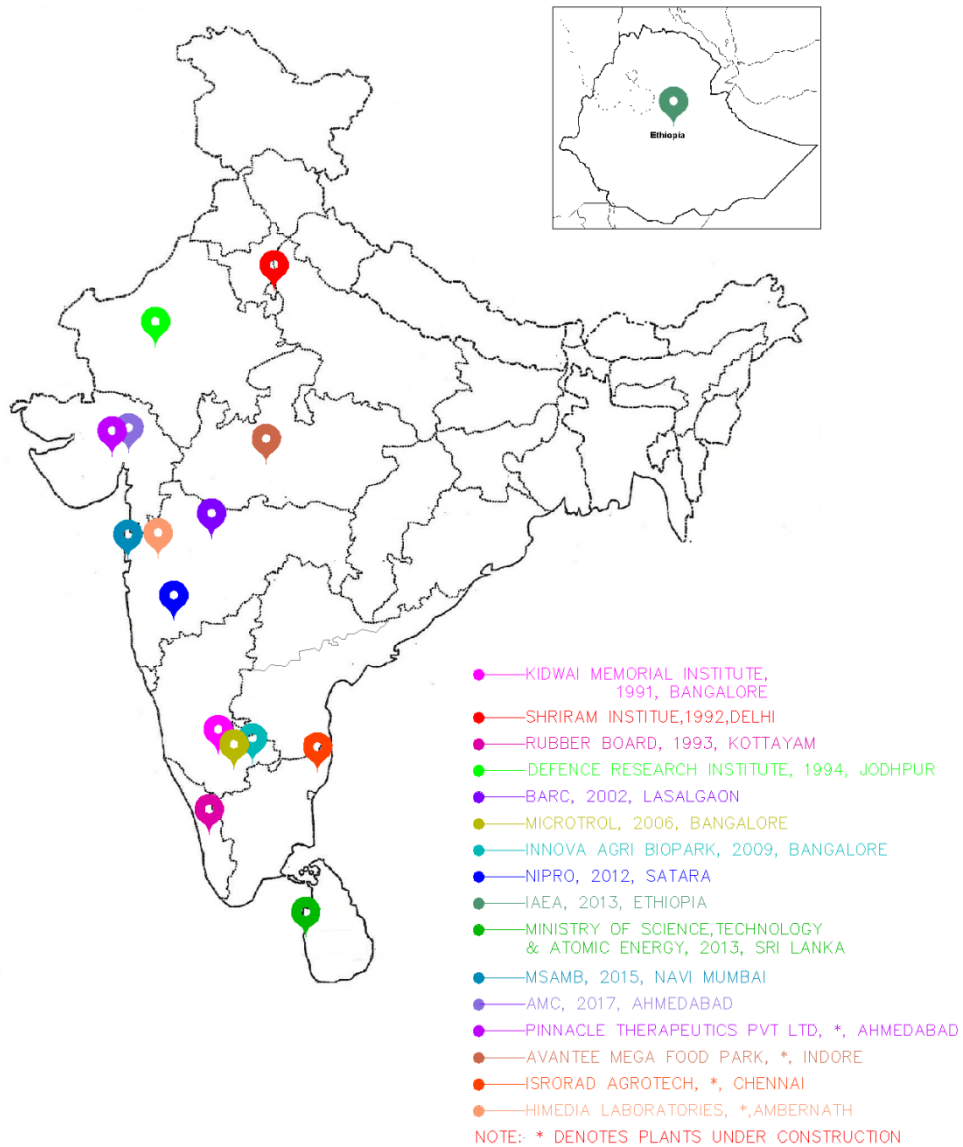 Ethiopia
KIDWAI MEMORIAL INSTITUTE,
1991, BANGALORE
SHRIRAM INSTITUE,1992,DELHI
RUBBER BOARD, 1993, KOTTAYAM
DEFENCE RESEARCH INSTITUTE, 1994, JODHPUR
BARC, 2002, LASALGAON
MICROTROL, 2006, BANGALORE
INNOVA AGRI BIOPARK, 2009, BANGALORE
NIPRO, 2012, SATARA
IAEA, 2013, ETHIOPIA
MINISTRY OF SCIENCE,TECHNOLOGY
& ATOMIC ENERGY, 2013, SRI LANKA
MSAMB, 2015, NAVI MUMBAI
AMC, 2017, AHMEDABAD
PINNACLE THERAPEUTICS PVT LTD, *, AHMEDABAD
AVANTEE MEGA FOOD PARK, *, INDORE
ISRORAD AGROTECH, *, CHENNAI
HIMEDIA LABORATORIES, *,AMBERNATH
NOTE:- * DENOTES PLANTS UNDER CONSTRUCTION